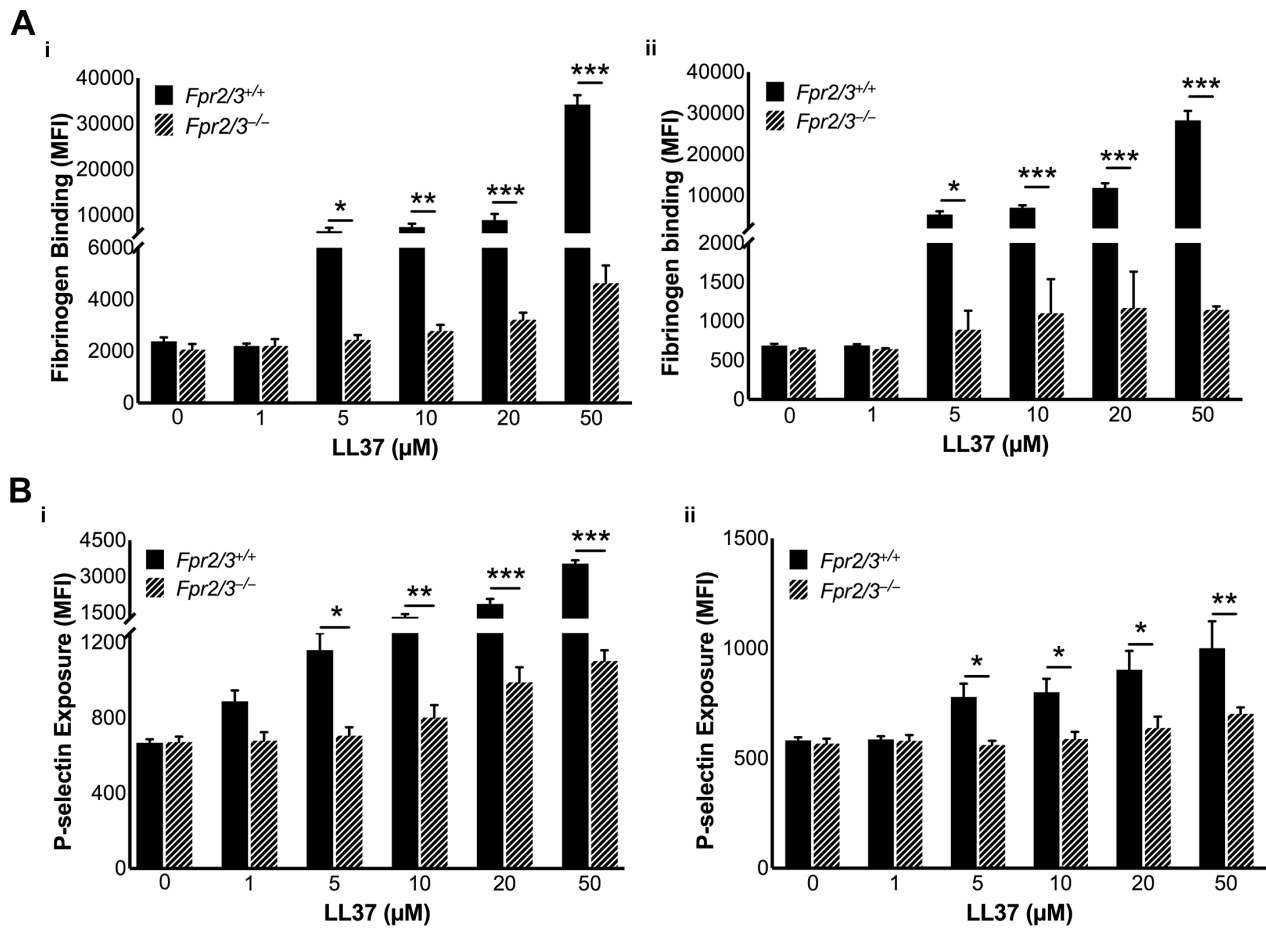 A
i
40000
30000
20000
10000
6000
4000
2000
0
Fibrinogen Binding (MFI)
Fpr2/3+/+
Fpr2/3–/–
*
**
***
***
0 1 5 10 20 50
LL37 (µM)
ii
40000
30000
20000
10000
2000
1500
1000
500
0
Fibrinogen binding (MFI)
Fpr2/3+/+
Fpr2/3–/–
*
***
***
***
0 1 5 10 20 50
LL37 (µM)
B
i
4500
3000
1500
1200
800
400
0
P-selectin Exposure (MFI)
Fpr2/3+/+
Fpr2/3–/–
*
**
***
***
0 1 5 10 20 50
LL37 (µM)
ii
1500
1000
500
0
P-selectin Exposure (MFI)
Fpr2/3+/+
Fpr2/3–/–
*
*
*
**
0 1 5 10 20 50
LL37 (µM)